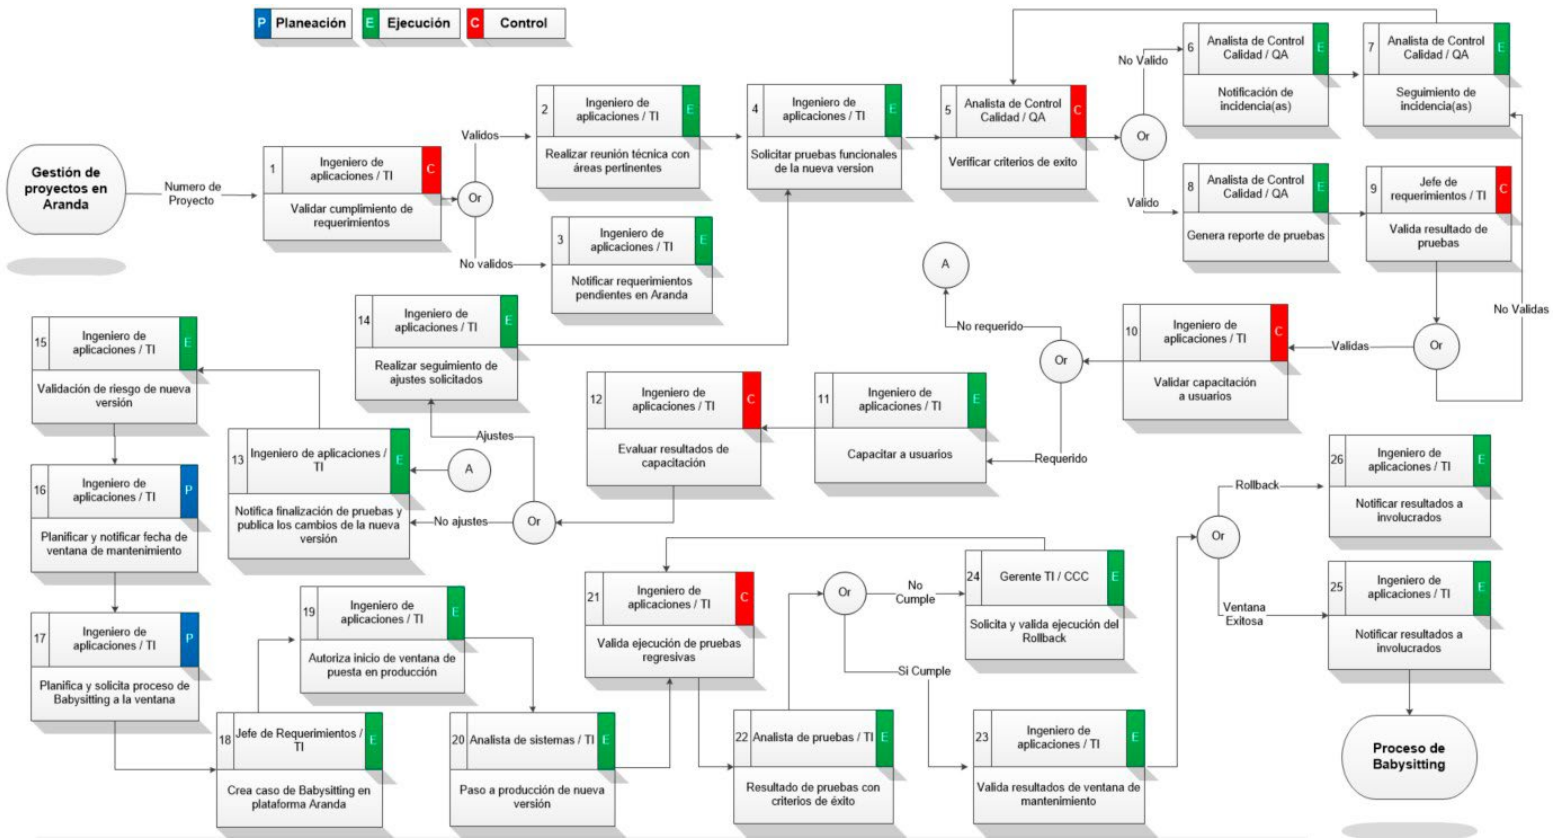 P Planeación
E Ejecución
C Control
Gestión de
proyectos en
Aranda
Numero de
Proyecto
1
Ingeniero de
aplicaciones / TI
C
Validar cumplimiento de
requerimientos
Or
Validos
No validos
2
Ingeniero de
aplicaciones / TI
E
Realizar reunión técnica con
áreas pertinentes
3
Ingeniero de
aplicaciones / TI
E
Notificar requerimientos
pendientes en Aranda
4
Ingeniero de
aplicaciones / TI
E
Solicitar pruebas funcionales
de la nueva version
5
Analista de Control
Calidad / QA
C
Verificar criterios de exito
Or
No Valido
Valido
6
Analista de Control
Calidad / QA
E
Notificación de
incidencia(as)
7
Analista de Control
Calidad / QA
E
Seguimiento de
incidencia(as)
8
Analista de Control
Calidad / QA
E
Genera reporte de pruebas
9
Jefe de
requerimientos / TI
C
Valida resultado de
pruebas
Or
No Validas
Validas
10
Ingeniero de
aplicaciones / TI
C
Validar capacitación
a usuarios
Or
No requerido
A
Requerido
11
Ingeniero de
aplicaciones / TI
E
Capacitar a usuarios
12
Ingeniero de
aplicaciones / TI
C
Evaluar resultados de
capacitación
Or
Ajustes
No ajustes
14
Ingeniero de
aplicaciones / TI
E
Realizar seguimiento de
ajustes solicitados
A
13
Ingeniero de aplicaciones /
TI
E
Notifica finalización de pruebas y
publica los cambios de la nueva
versión
15
Ingeniero de
aplicaciones / TI
E
Validación de riesgo de nueva
versión
16
Ingeniero de
aplicaciones / TI
P
Planificar y notificar fecha de
ventana de mantenimiento
17
Ingeniero de
aplicaciones / TI
P
Planifica y solicita proceso de
Babysitting a la ventana
18
Jefe de Requerimientos /
TI
E
Crea caso de Babysitting en
plataforma Aranda
19
Ingeniero de
aplicaciones / TI
E
Autoriza inicio de ventana de
puesta en producción
20
Analista de sistemas / TI
E
Paso a producción de nueva
versión
21
Ingeniero de
aplicaciones / TI
C
Valida ejecución de pruebas
regresivas
22
Analista de pruebas / TI
E
Resultado de pruebas con
criterios de éxito
Or
No
Cumple
Si Cumple
24
Gerente TI / CCC
E
Solicita y valida ejecución del
Rollback
23
Ingeniero de
aplicaciones / TI
E
Valida resultados de ventana de
mantenimiento
Or
Rollback
Ventana
Exitosa
26
Ingeniero de
aplicaciones / TI
E
Notificar resultados a
involucrados
25
Ingeniero de
aplicaciones / TI
E
Notificar resultados a
involucrados
Proceso de
Babysitting